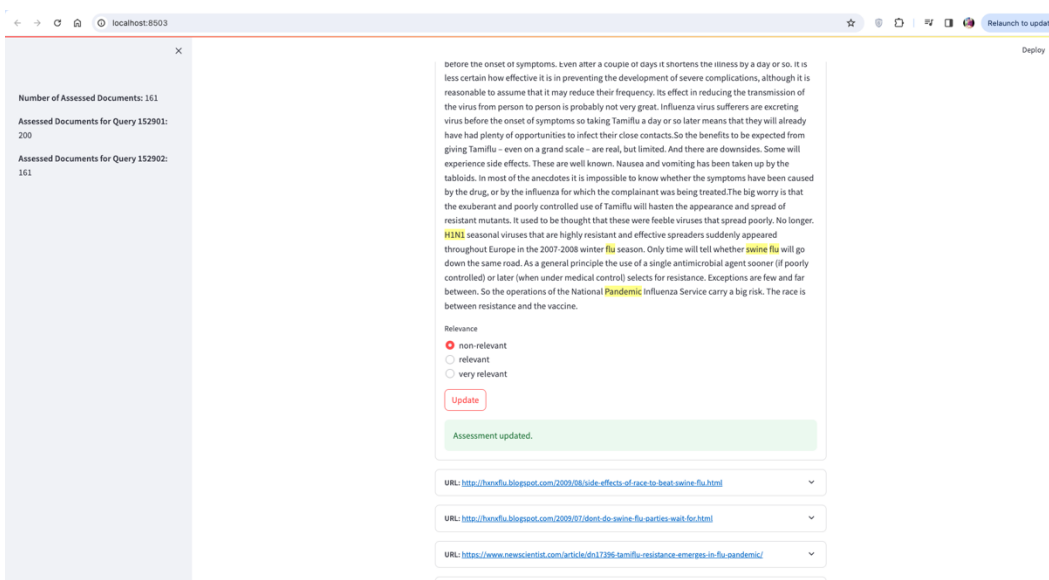 localhost:8503
Relaunch to updat
Deploy
Number of Assessed Documents: 161
Assessed Documents for Query 152901:
200
Assessed Documents for Query 152902:
161
before the onset of symptoms. Even after a couple of days it shortens the illness by a day or so. It is
less certain how effective it is in preventing the development of severe complications, although it is
reasonable to assume that it may reduce their frequency. Its effect in reducing the transmission of
the virus from person to person is probably not very great. Influenza virus sufferers are excreting
virus before the onset of symptoms so taking Tamiflu a day or so later means that they will already
have had plenty of opportunities to infect their close contacts.So the benefits to be expected from
giving Tamiflu – even on a grand scale – are real, but limited. And there are downsides. Some will
experience side effects. These are well known. Nausea and vomiting has been taken up by the
tabloids. In most of the anecdotes it is impossible to know whether the symptoms have been caused
by the drug, or by the influenza for which the complainant was being treated.The big worry is that
the exuberant and poorly controlled use of Tamiflu will hasten the appearance and spread of
resistant mutants. It used to be thought that these were feeble viruses that spread poorly. No longer.
H1N1 seasonal viruses that are highly resistant and effective spreaders suddenly appeared
throughout Europe in the 2007-2008 winter flu season. Only time will tell whether swine flu will go
down the same road. As a general principle the use of a single antimicrobial agent sooner (if poorly
controlled) or later (when under medical control) selects for resistance. Exceptions are few and far
between. So the operations of the National Pandemic Influenza Service carry a big risk. The race is
between resistance and the vaccine.
Relevance
non-relevant
relevant
very relevant
Update
Assessment updated.
URL: http://hxnxflu.blogspot.com/2009/08/side-effects-of-race-to-beat-swine-flu.html
URL: http://hxnxflu.blogspot.com/2009/07/dont-do-swine-flu-parties-wait-for.html
URL: https://www.newscientist.com/article/dn17396-tamiflu-resistance-emerges-in-flu-pandemic/